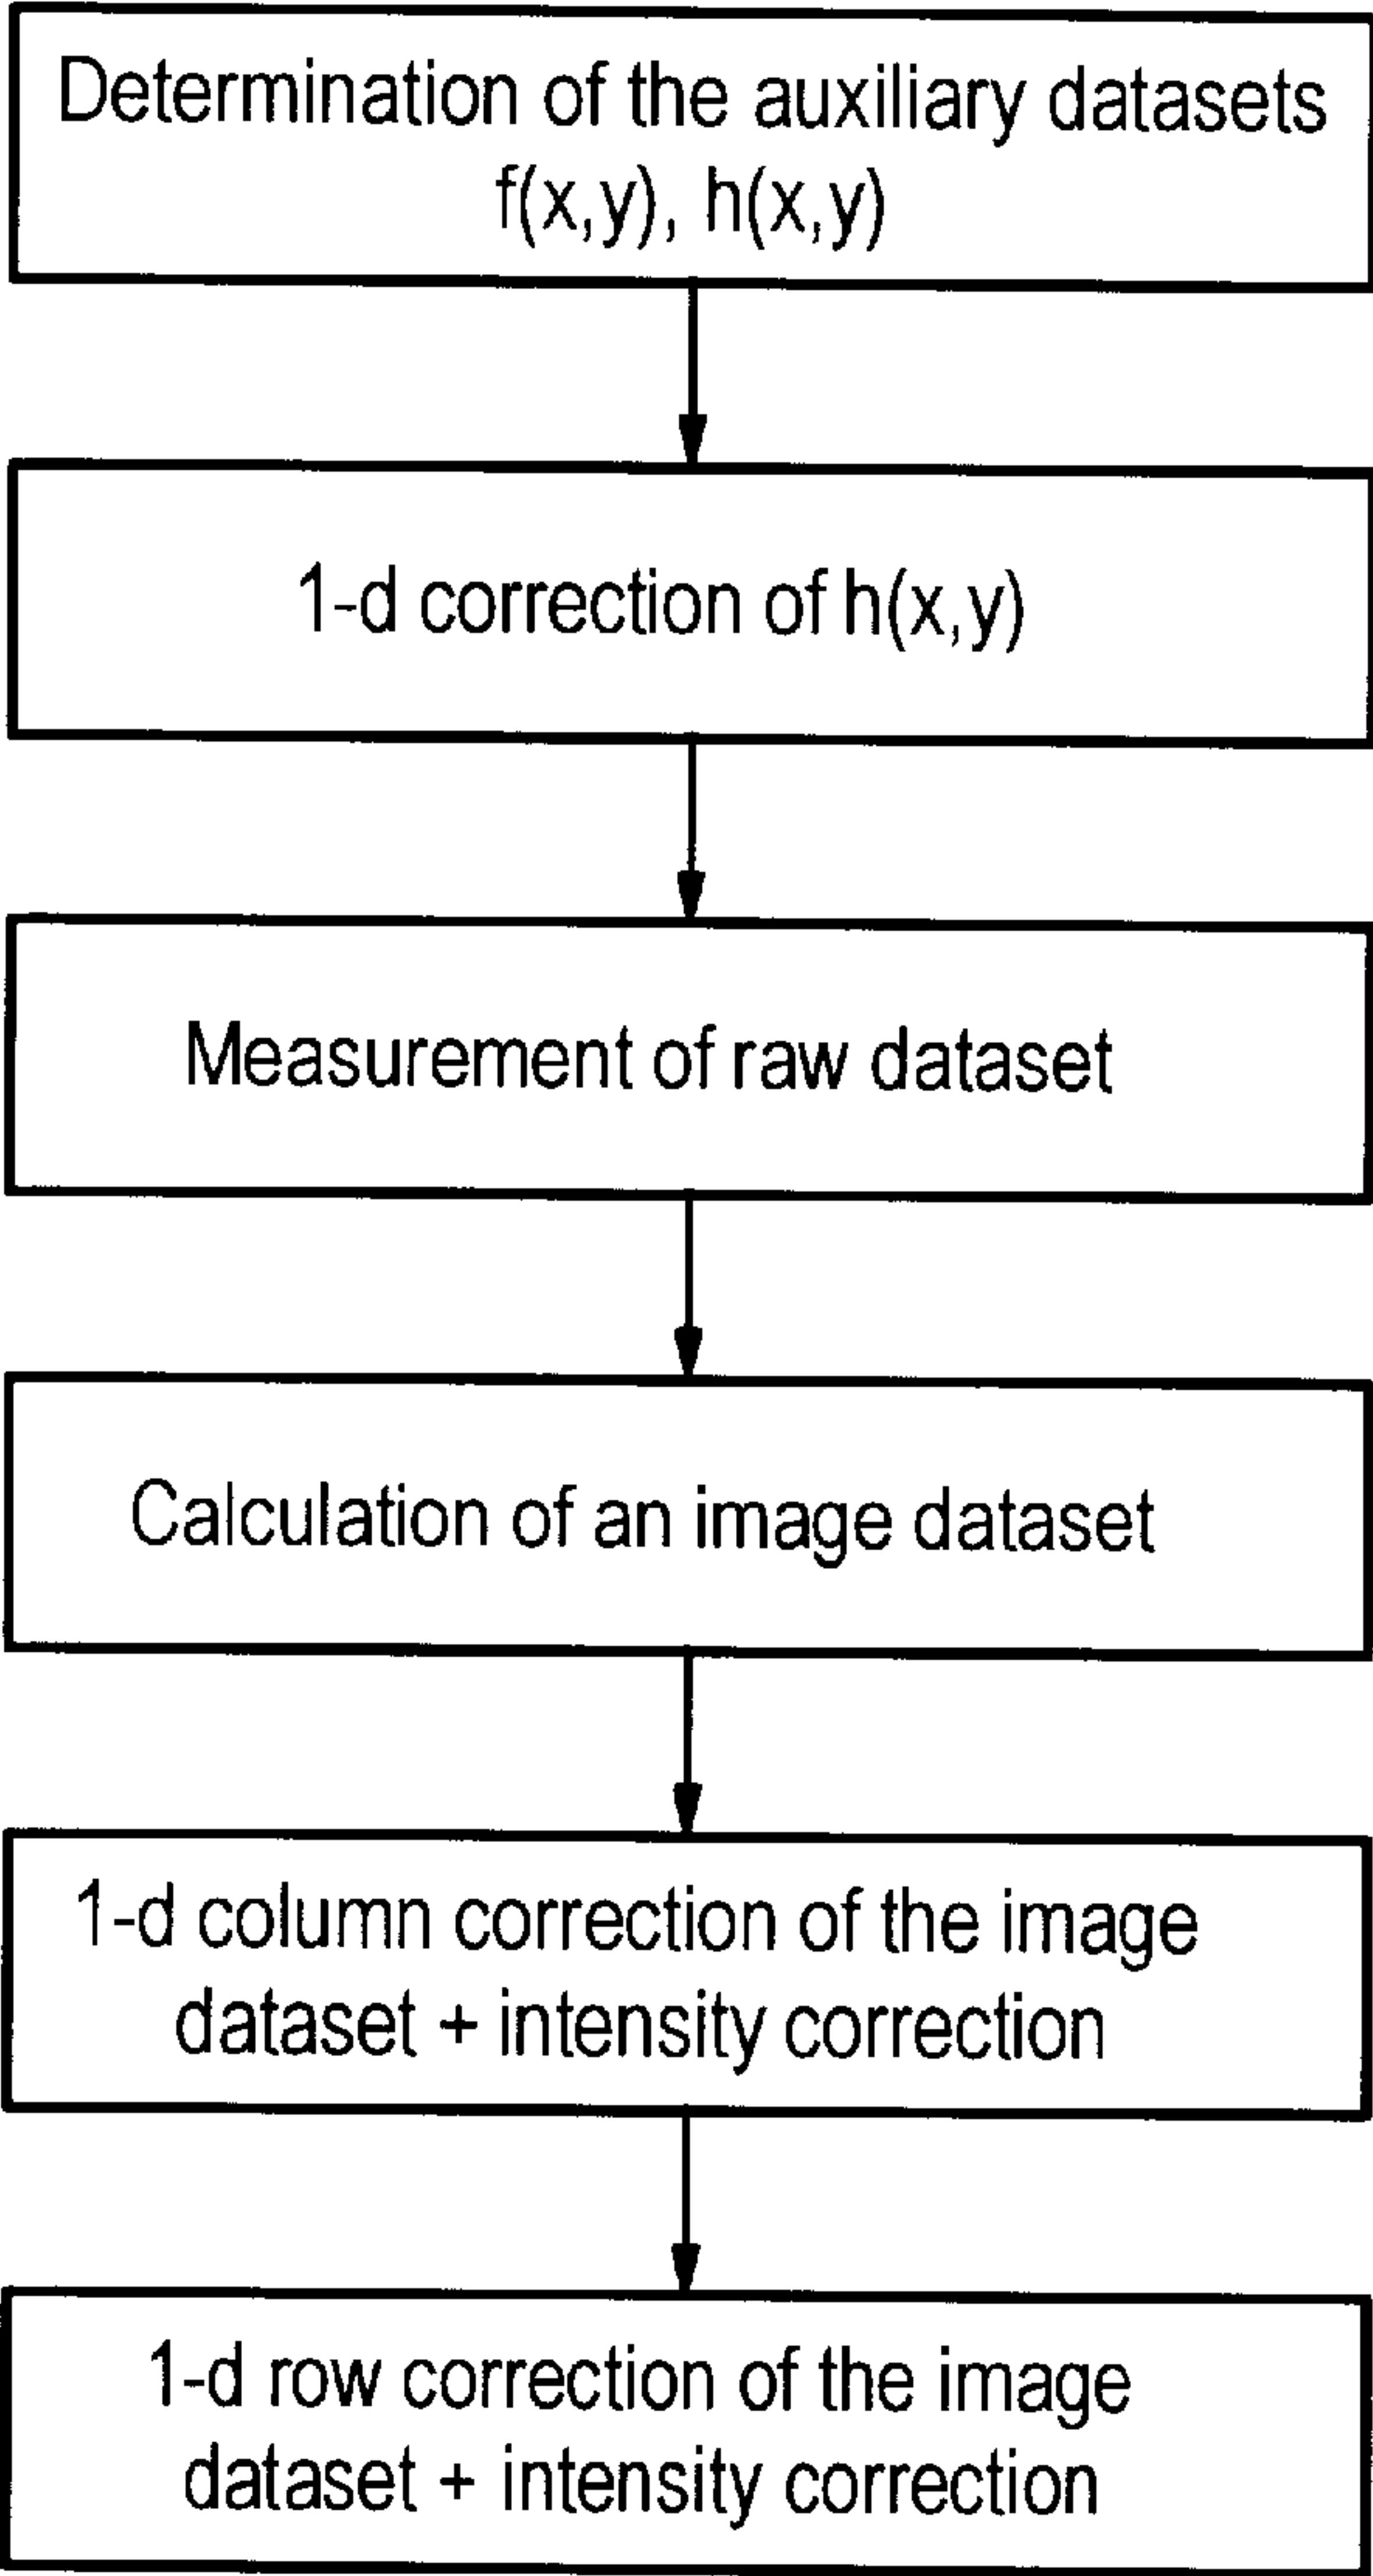 Determination of the auxiliary datasets
f(x,y), h(x,y)
1-d correction of h(x,y)
Measurement of raw dataset
Calculation of an image dataset
1-d column correction of the image
dataset + intensity correction
1-d row correction of the image
dataset + intensity correction